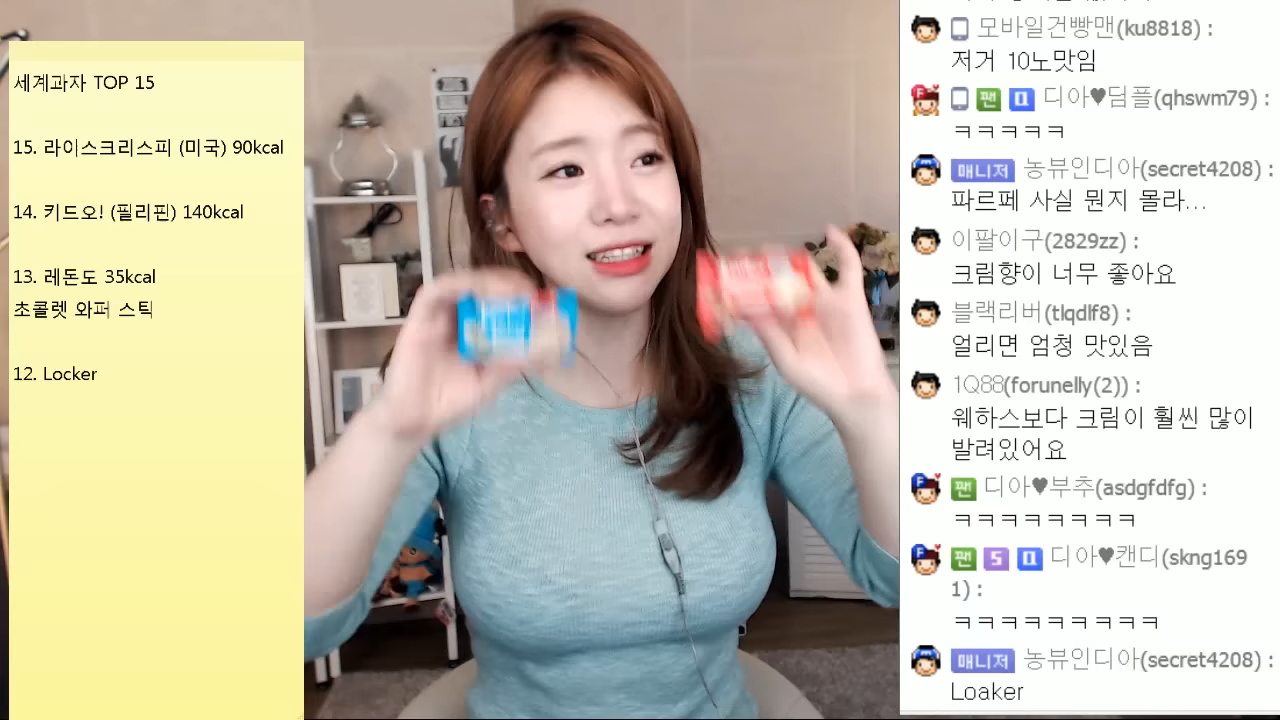 세계과자 TOP 15
15. 라이스크리스피 (미국) 90kcal
14. 키드오! (필리핀) 140kcal
13. 레돈도 35kcal
초콜렛 와퍼 스틱
12. Locker
모바일건빵맨(ku8818) :
저거 10노맛임
팬 디아♥덤플(qhswm79) :
ㅋㅋㅋㅋㅋ
매니저 농뷰인디아(secret4208) :
파르페 사실 뭔지 몰라...
이팔이구(2829zz) :
크림향이 너무 좋아요
블랙리버(tlqdlf8) :
얼리면 엄청 맛있음
1Q88(forunelly(2)) :
웨하스보다 크림이 훨씬 많이
발려있어요
팬 디아♥부추(asdgfdfg) :
ㅋㅋㅋㅋㅋㅋㅋㅋ
팬 S 디아♥캔디(skng169
1) :
ㅋㅋㅋㅋㅋㅋㅋㅋㅋ
매니저 농뷰인디아(secret4208) :
Loaker